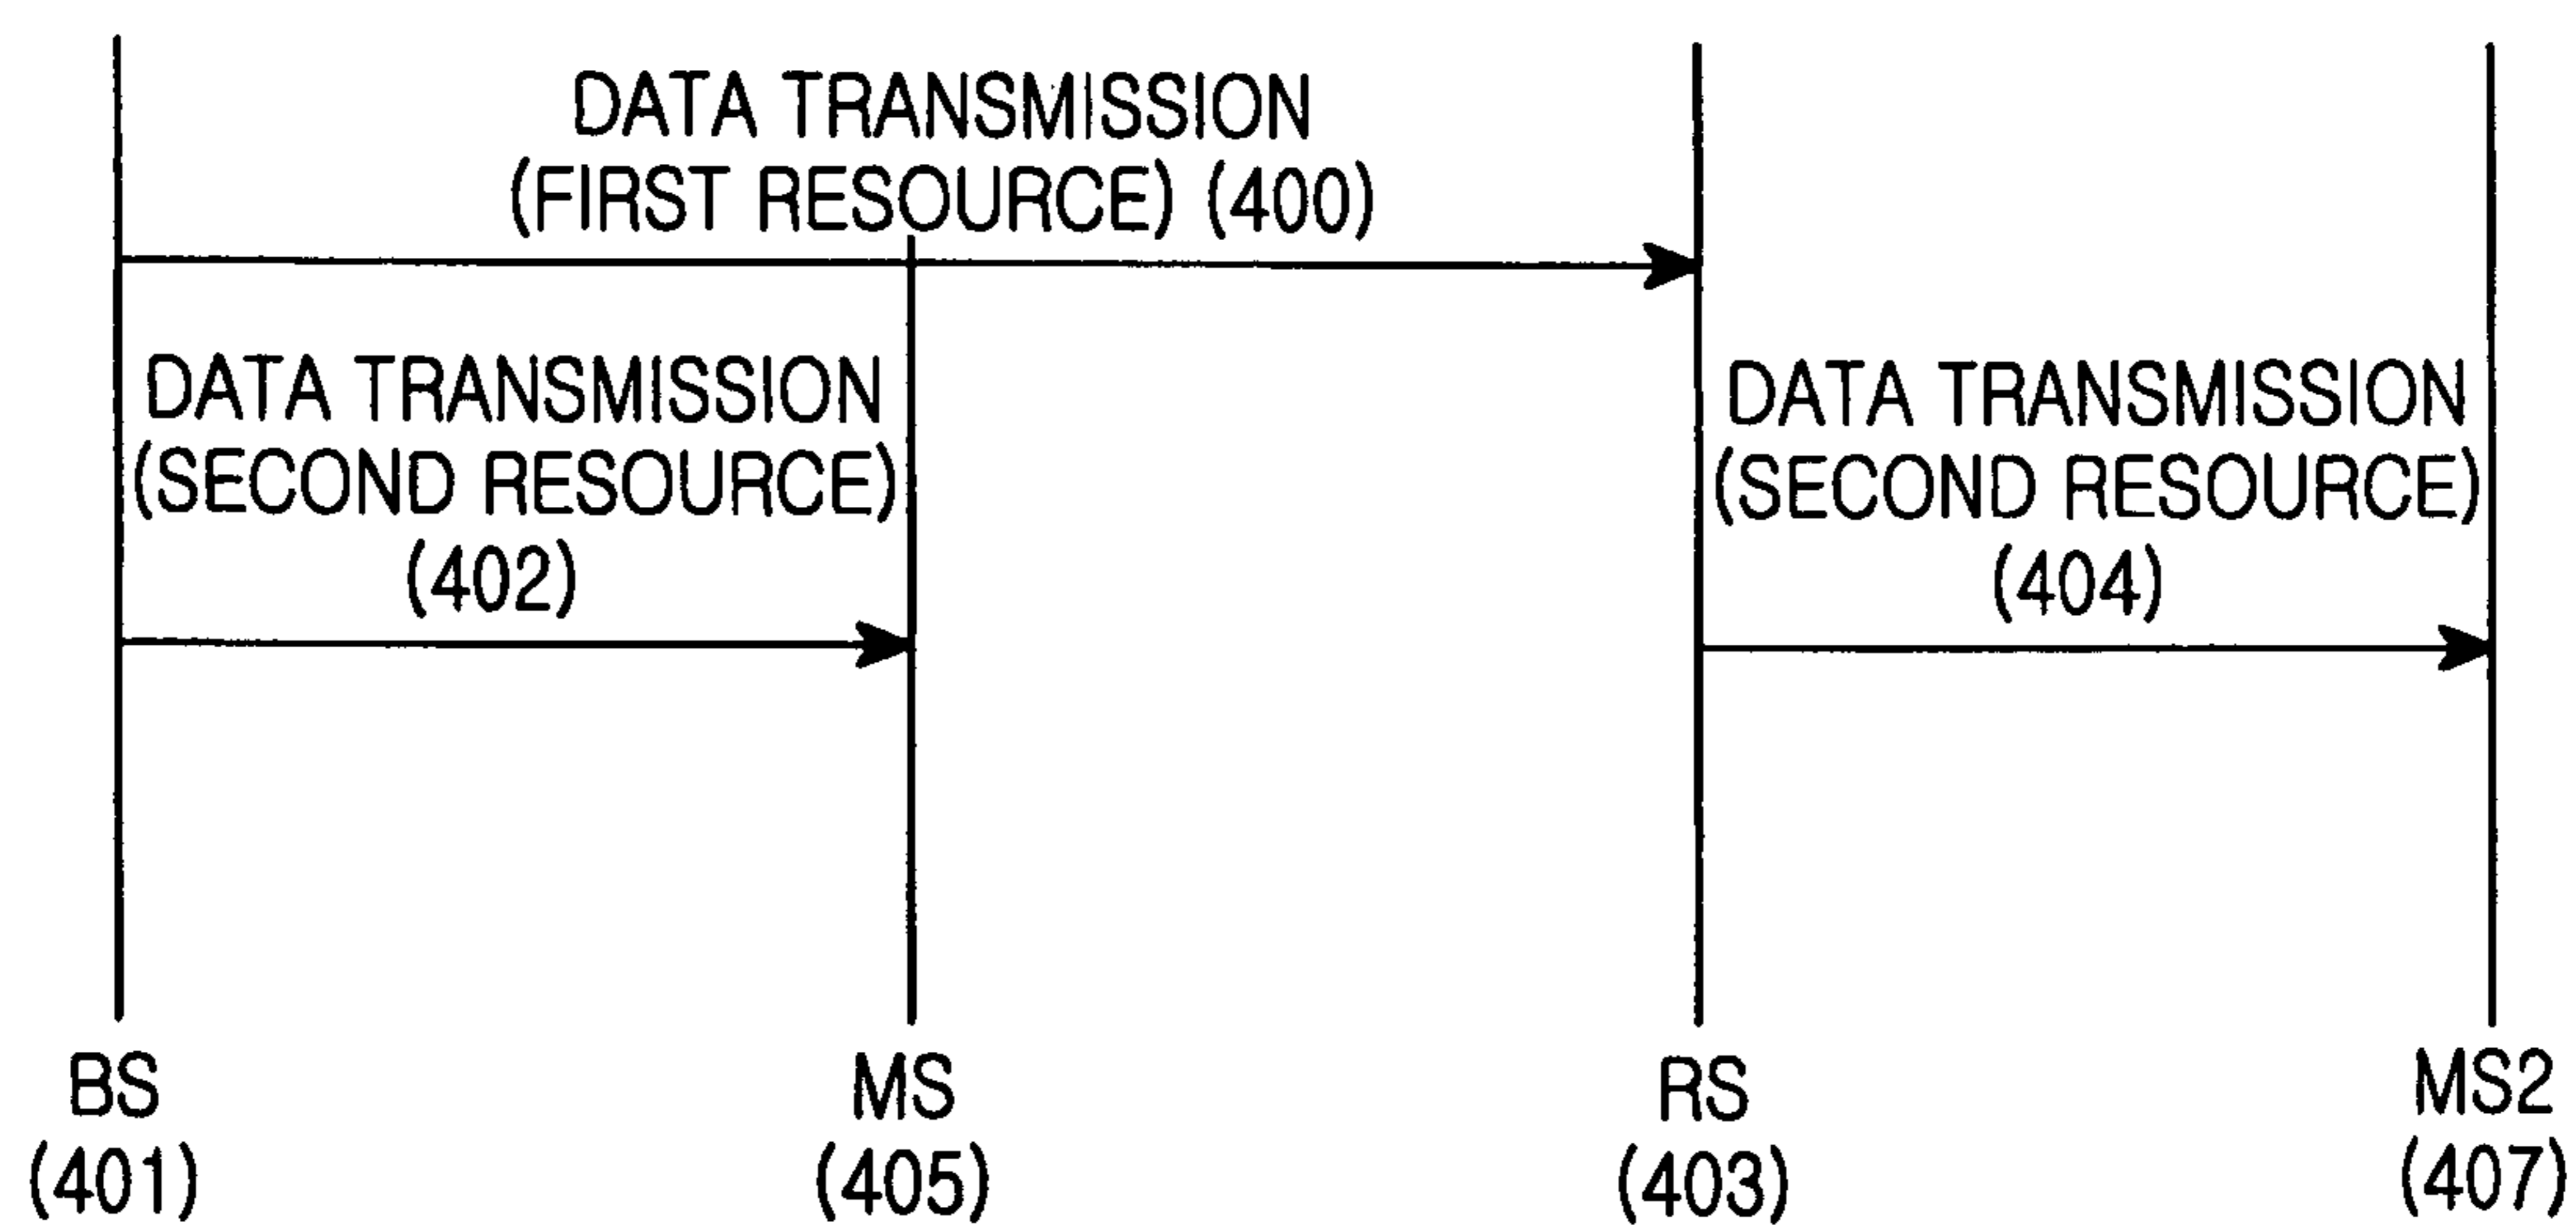 DATA TRANSMISSION
(FIRST RESOURCE) (400)
DATA TRANSMISSION
(SECOND RESOURCE)
(402)
DATA TRANSMISSION
(SECOND RESOURCE)
(404)
BS
(401)
MS
(405)
RS
(403)
MS2
(407)